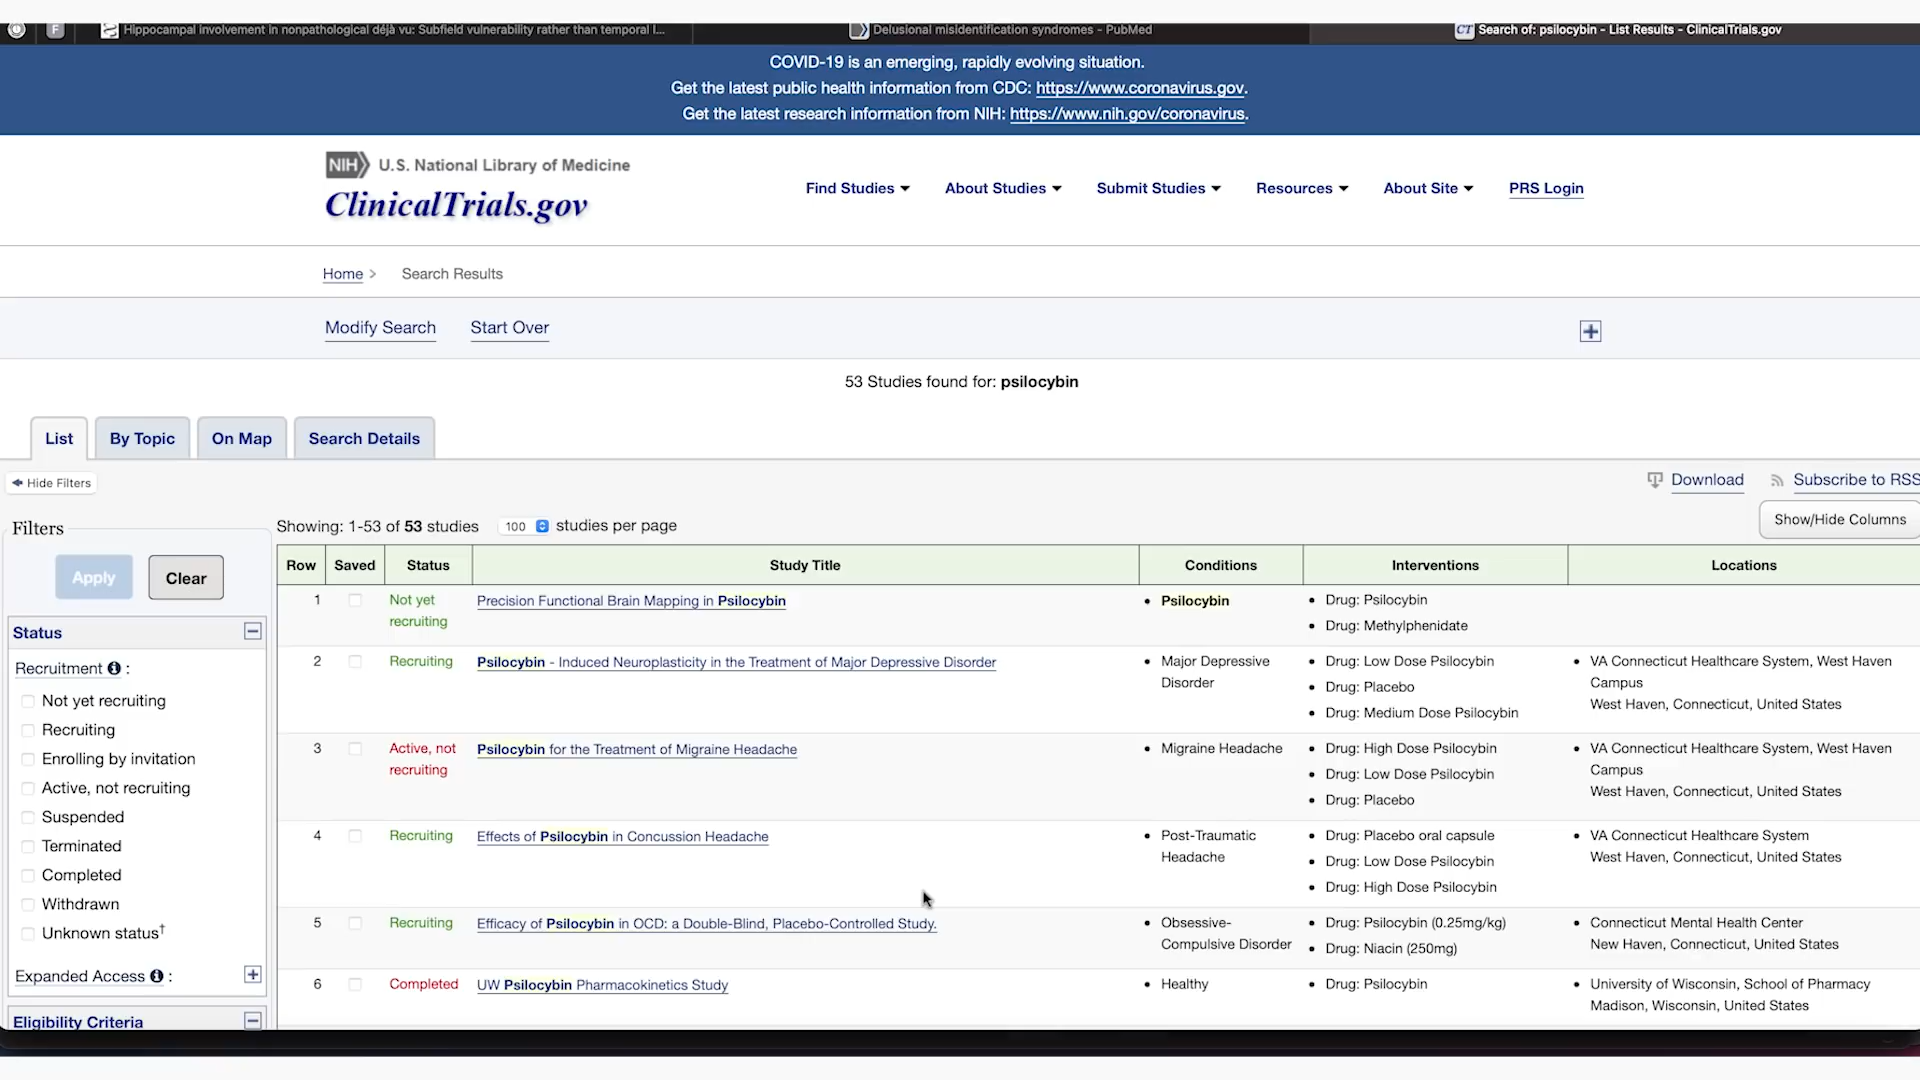 F
Hippocampal involvement in nonpathological déjà vu: Subfield vulnerability rather than temporal l...
Delusional misidentification syndromes - PubMed
CT Search of: psilocybin - List Results - ClinicalTrials.gov
COVID-19 is an emerging, rapidly evolving situation.
Get the latest public health information from CDC: https://www.coronavirus.gov.
Get the latest research information from NIH: https://www.nih.gov/coronavirus.
NIH U.S. National Library of Medicine
ClinicalTrials.gov
Find Studies
About Studies
Submit Studies
Resources
About Site
PRS Login
Home >
Search Results
Modify Search
Start Over
53 Studies found for: psilocybin
List
By Topic
On Map
Search Details
Hide Filters
Download
Subscribe to RSS
Show/Hide Columns
Filters
Apply
Clear
Status
Recruitment :
Not yet recruiting
Recruiting
Enrolling by invitation
Active, not recruiting
Suspended
Terminated
Completed
Withdrawn
Unknown status†
Expanded Access :
Eligibility Criteria
Showing: 1-53 of 53 studies
100 studies per page
Row Saved Status Study Title Conditions Interventions Locations
1
Not yet
recruiting
Precision Functional Brain Mapping in Psilocybin
• Psilocybin
• Drug: Psilocybin
• Drug: Methylphenidate
2
Recruiting
Psilocybin - Induced Neuroplasticity in the Treatment of Major Depressive Disorder
• Major Depressive
Disorder
• Drug: Low Dose Psilocybin
• Drug: Placebo
• Drug: Medium Dose Psilocybin
• VA Connecticut Healthcare System, West Haven
Campus
West Haven, Connecticut, United States
3
Active, not
recruiting
Psilocybin for the Treatment of Migraine Headache
• Migraine Headache
• Drug: High Dose Psilocybin
• Drug: Low Dose Psilocybin
• Drug: Placebo
• VA Connecticut Healthcare System, West Haven
Campus
West Haven, Connecticut, United States
4
Recruiting
Effects of Psilocybin in Concussion Headache
• Post-Traumatic
Headache
• Drug: Placebo oral capsule
• Drug: Low Dose Psilocybin
• Drug: High Dose Psilocybin
• VA Connecticut Healthcare System
West Haven, Connecticut, United States
5
Recruiting
Efficacy of Psilocybin in OCD: a Double-Blind, Placebo-Controlled Study.
• Obsessive-
Compulsive Disorder
• Drug: Psilocybin (0.25mg/kg)
• Drug: Niacin (250mg)
• Connecticut Mental Health Center
New Haven, Connecticut, United States
6
Completed
UW Psilocybin Pharmacokinetics Study
• Healthy
• Drug: Psilocybin
• University of Wisconsin, School of Pharmacy
Madison, Wisconsin, United States